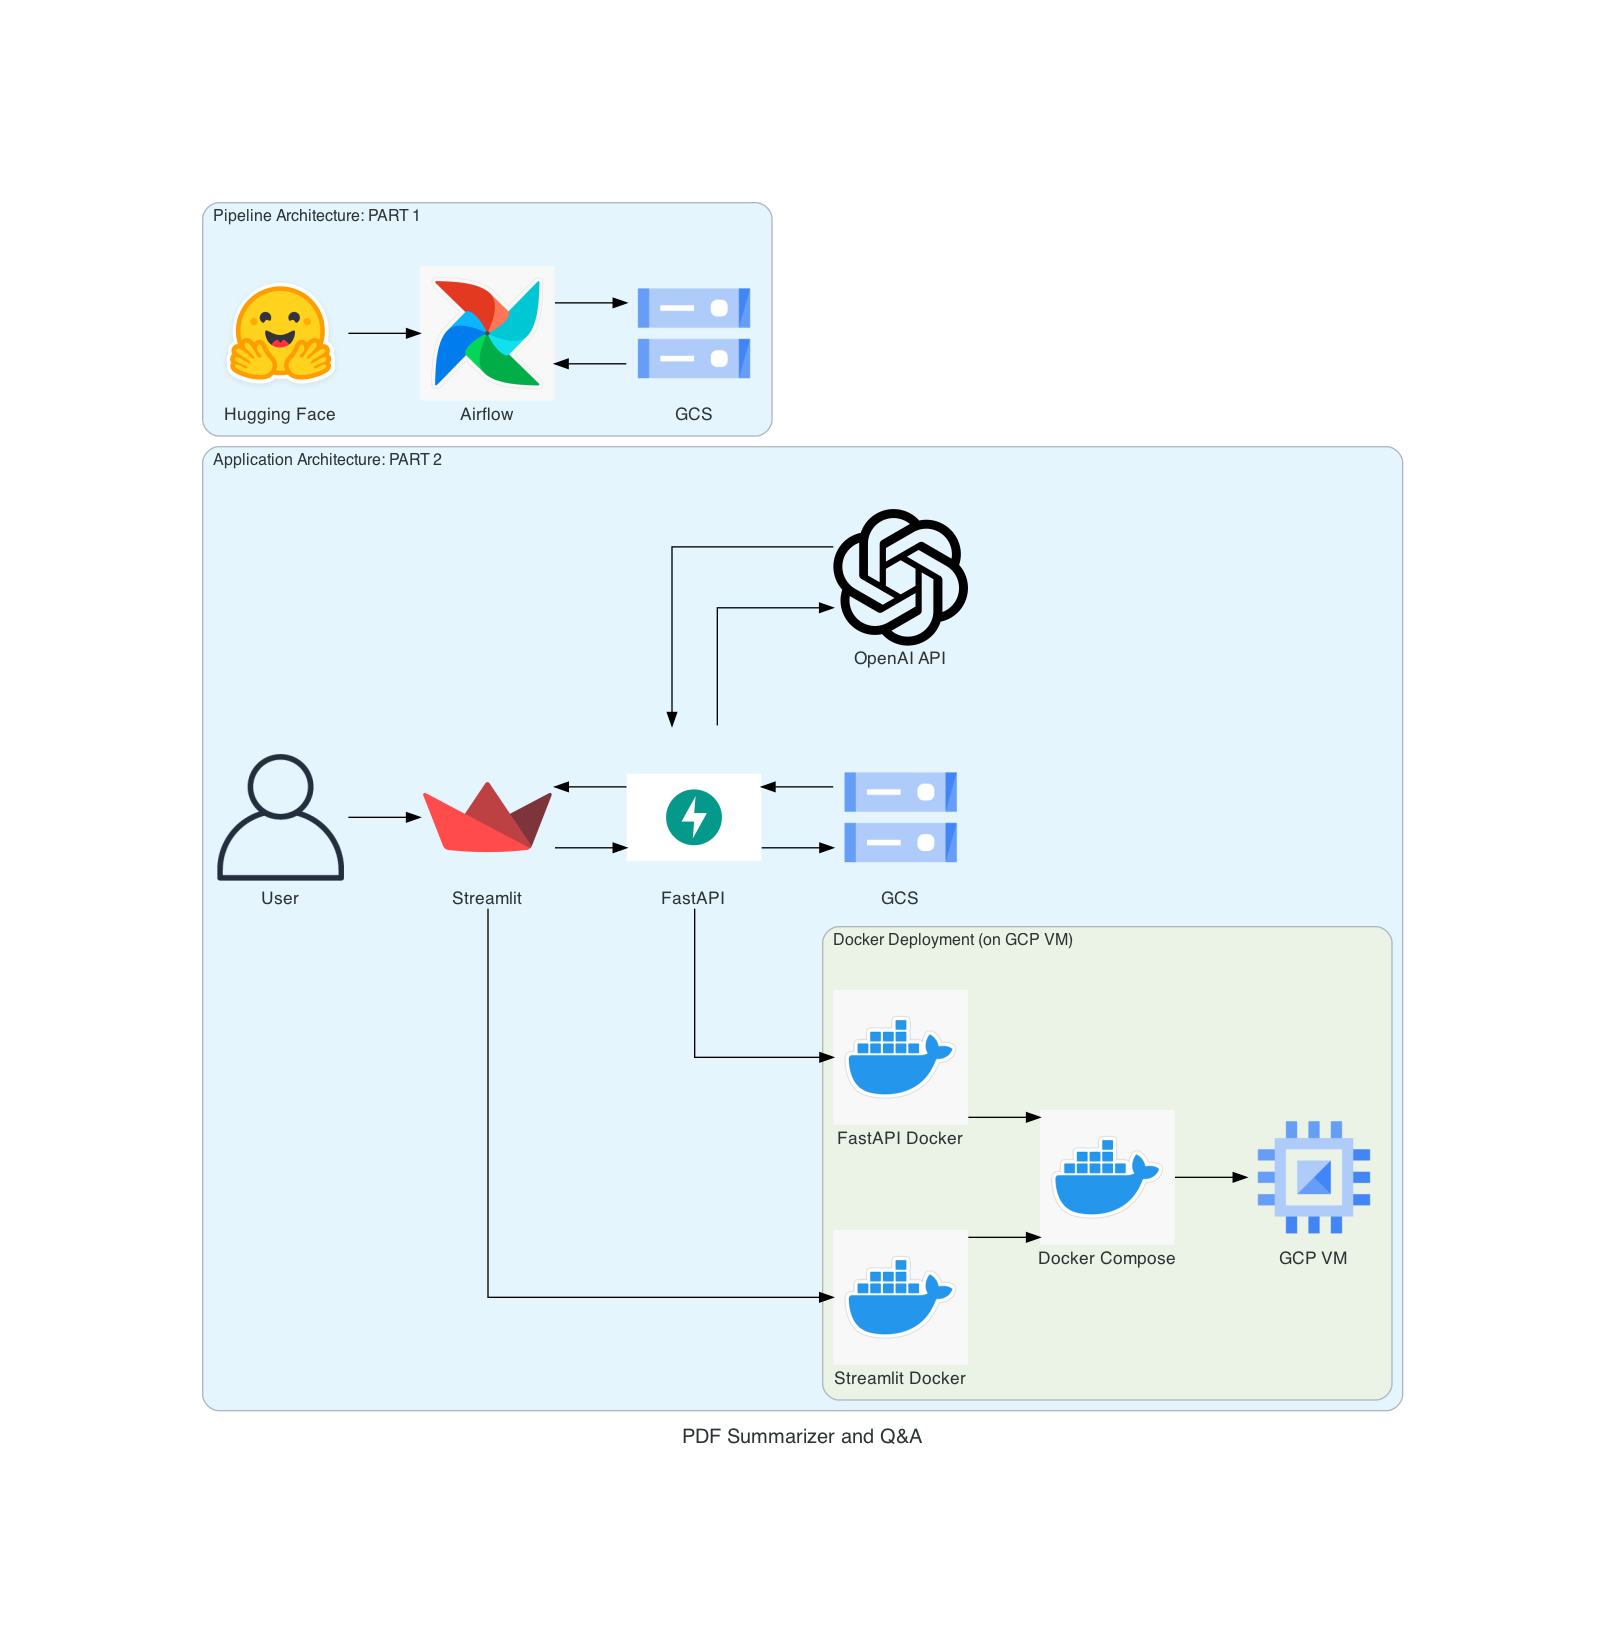 Pipeline Architecture: PART 1
Hugging Face
Airflow
GCS
Application Architecture: PART 2
OpenAI API
User
Streamlit
FastAPI
GCS
Docker Deployment (on GCP VM)
FastAPI Docker
Docker Compose
GCP VM
Streamlit Docker
PDF Summarizer and Q&A